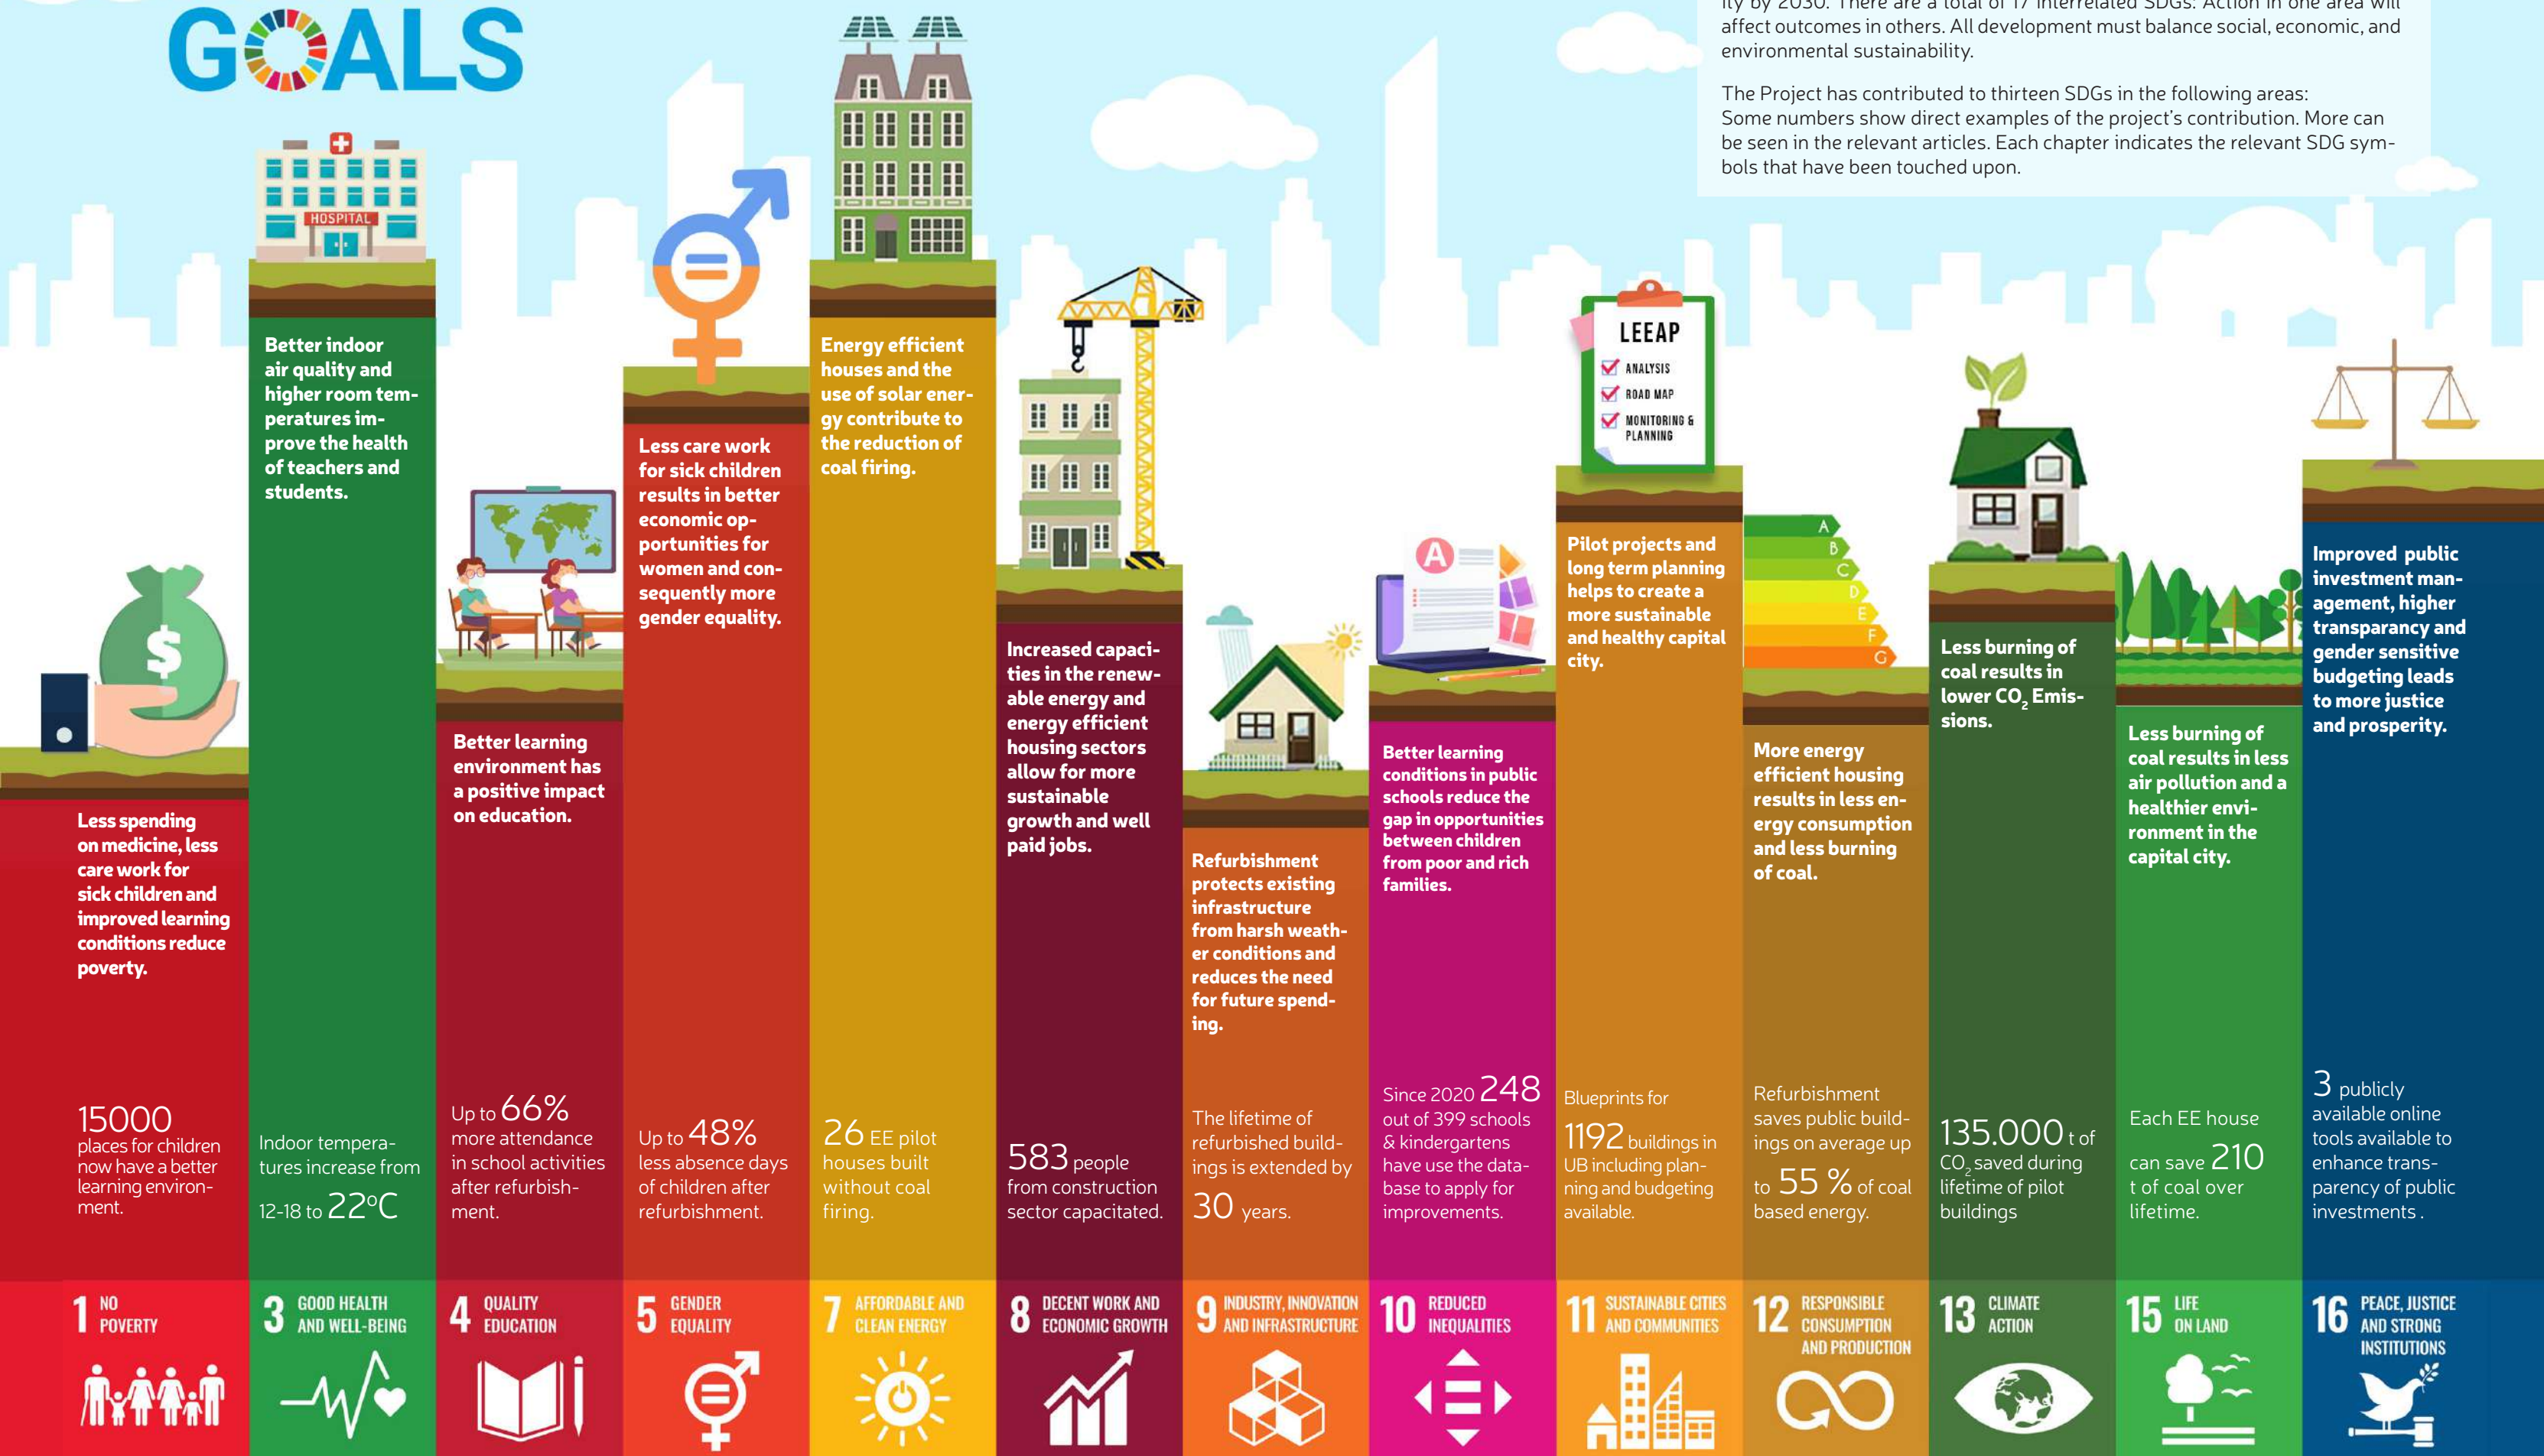 GOALS
ity by 2030. There are a total of 17 interrelated SDGs: Action in one area will
affect outcomes in others. All development must balance social, economic, and
environmental sustainability.
The Project has contributed to thirteen SDGs in the following areas:
Some numbers show direct examples of the project's contribution. More can
be seen in the relevant articles. Each chapter indicates the relevant SDG sym-
bols that have been touched upon.
$
Less spending
on medicine, less
care work for
sick children and
improved learning
conditions reduce
poverty.
15000
places for children
now have a better
learning environ-
ment.
1 NO
POVERTY
HOSPITAL
Better indoor
air quality and
higher room tem-
peratures im-
prove the health
of teachers and
students.
Indoor tempera-
tures increase from
12-18 to 22ºC
3 GOOD HEALTH
AND WELL-BEING
Better learning
environment has
a positive impact
on education.
Up to 66%
more attendance
in school activities
after refurbish-
ment.
4 QUALITY
EDUCATION
Less care work
for sick children
results in better
economic op-
portunities for
women and con-
sequently more
gender equality.
Up to 48%
less absence days
of children after
refurbishment.
5 GENDER
EQUALITY
Energy efficient
houses and the
use of solar ener-
gy contribute to
the reduction of
coal firing.
26 EE pilot
houses built
without coal
firing.
7 AFFORDABLE AND
CLEAN ENERGY
Increased capaci-
ties in the renew-
able energy and
energy efficient
housing sectors
allow for more
sustainable
growth and well
paid jobs.
583 people
from construction
sector capacitated.
8 DECENT WORK AND
ECONOMIC GROWTH
Refurbishment
protects existing
infrastructure
from harsh weath-
er conditions and
reduces the need
for future spend-
ing.
The lifetime of
refurbished build-
ings is extended by
30 years.
9 INDUSTRY, INNOVATION
AND INFRASTRUCTURE
A
Better learning
conditions in public
schools reduce the
gap in opportunities
between children
from poor and rich
families.
Since 2020 248
out of 399 schools
& kindergartens
have use the data-
base to apply for
improvements.
10 REDUCED
INEQUALITIES
LEEAP
ANALYSIS
ROAD MAP
MONITORING &
PLANNING
Pilot projects and
long term planning
helps to create a
more sustainable
and healthy capital
city.
Blueprints for
1192 buildings in
UB including plan-
ning and budgeting
available.
11 SUSTAINABLE CITIES
AND COMMUNITIES
A
B
C
D
E
F
G
More energy
efficient housing
results in less en-
ergy consumption
and less burning
of coal.
Refurbishment
saves public build-
ings on average up
to 55 % of coal
based energy.
12 RESPONSIBLE
CONSUMPTION
AND PRODUCTION
Less burning of
coal results in
lower CO₂ Emis-
sions.
135.000 t of
CO₂ saved during
lifetime of pilot
buildings
13 CLIMATE
ACTION
Less burning of
coal results in less
air pollution and a
healthier envi-
ronment in the
capital city.
Each EE house
can save 210
t of coal over
lifetime.
15 LIFE
ON LAND
Improved public
investment man-
agement, higher
transparancy and
gender sensitive
budgeting leads
to more justice
and prosperity.
3 publicly
available online
tools available to
enhance trans-
parency of public
investments .
16 PEACE, JUSTICE
AND STRONG
INSTITUTIONS